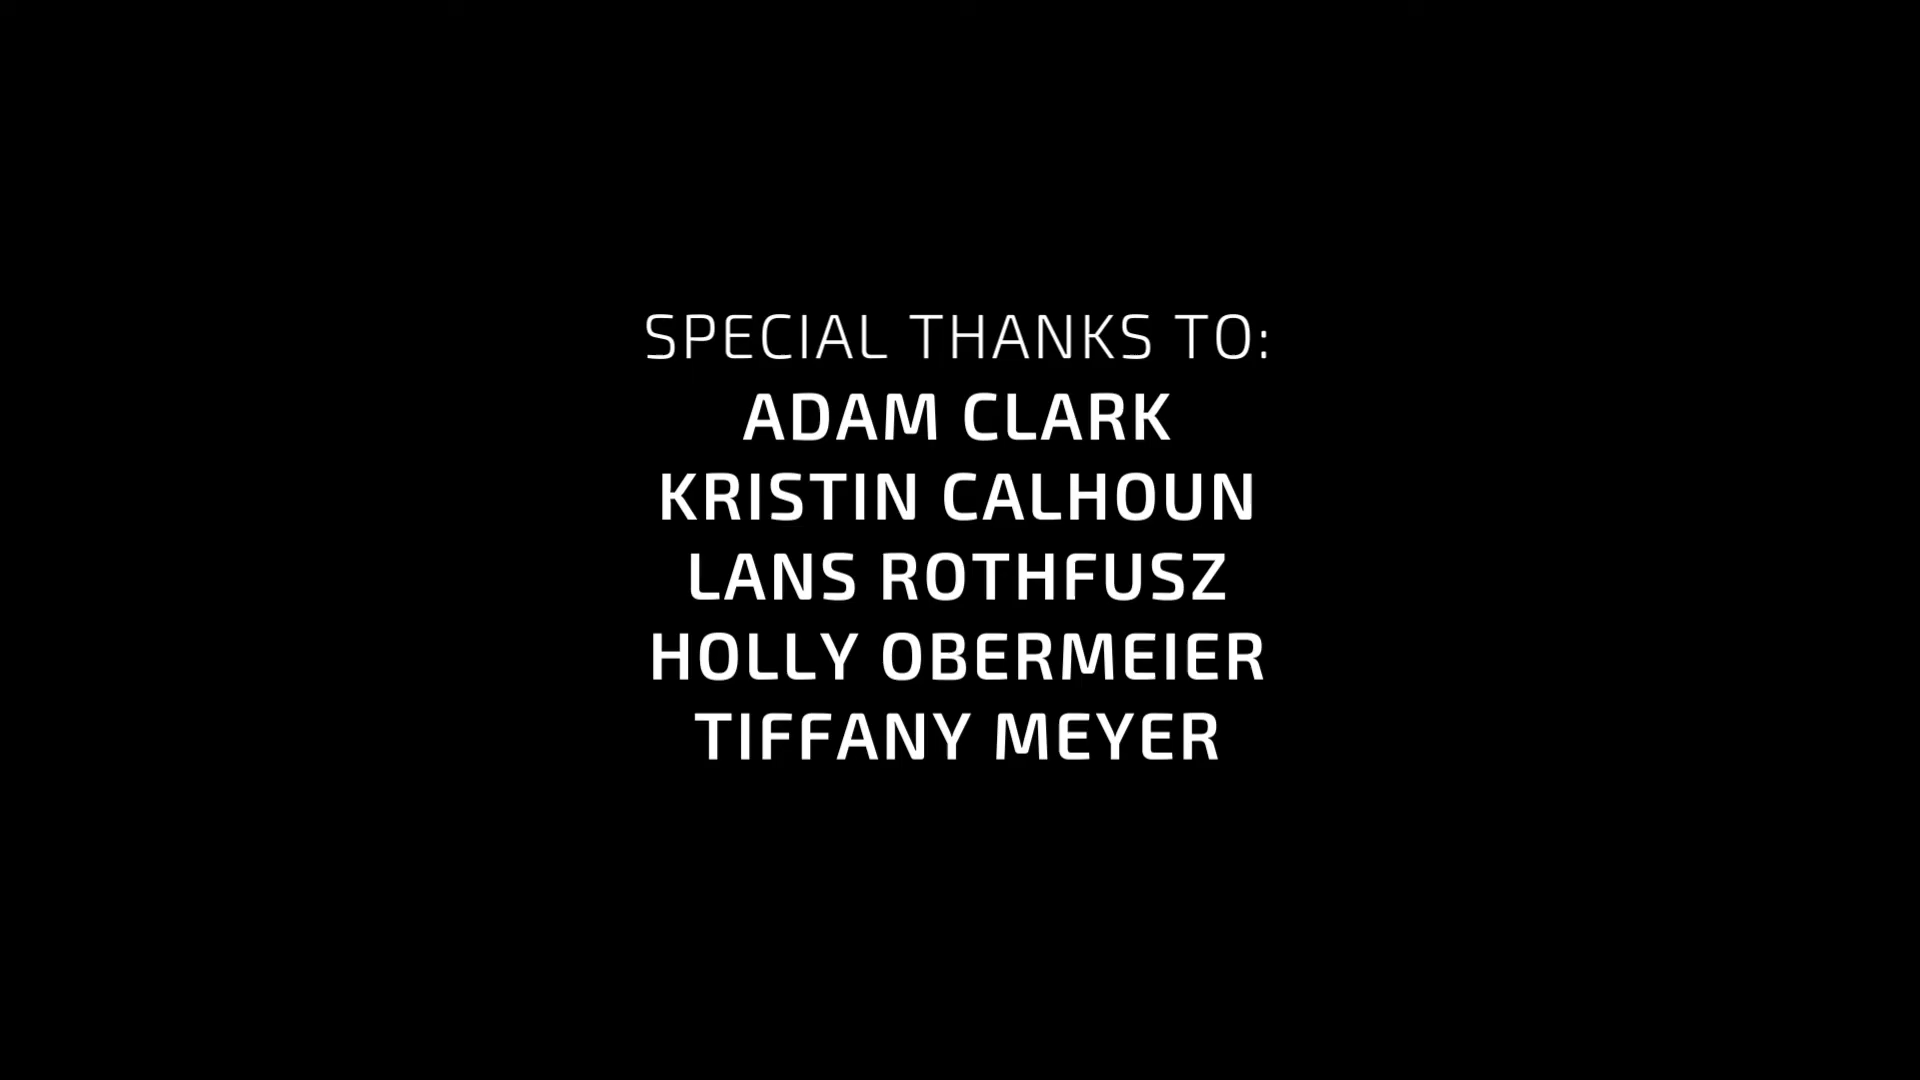 SPECIAL THANKS TO:
ADAM CLARK
KRISTIN CALHOUN
LANS ROTHFUSZ
HOLLY OBERMEIER
TIFFANY MEYER